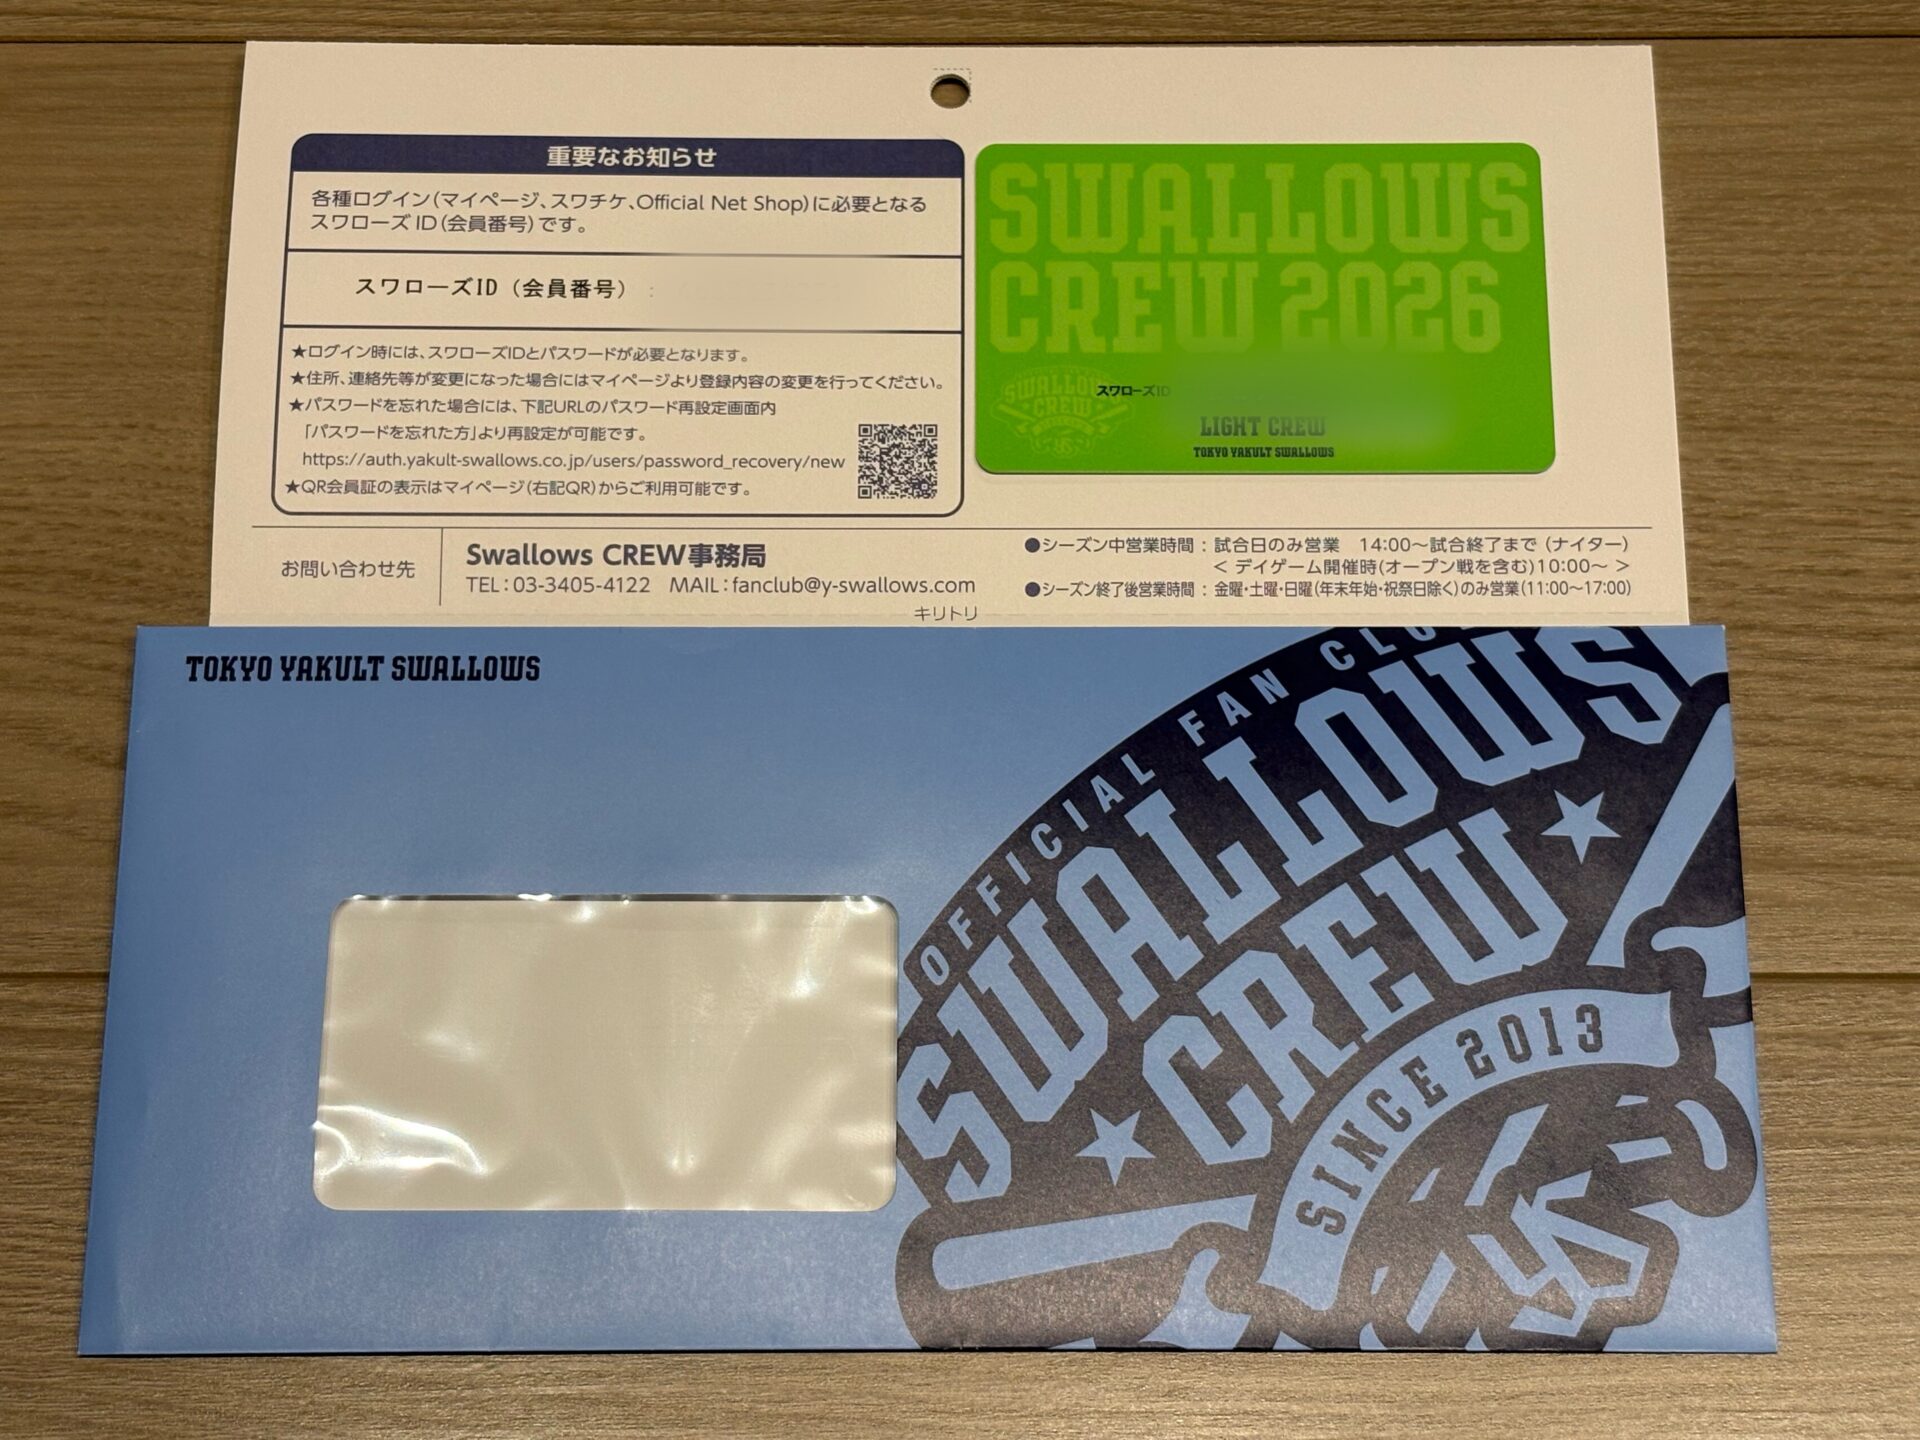 重要なお知らせ
各種ログイン(マイページ、スワチケ、Official Net Shop)に必要となる
スワローズ ID(会員番号)です。
スワローズID（会員番号）:
★ログイン時には、スワローズIDとパスワードが必要となります。
★住所、連絡先等が変更になった場合にはマイページより登録内容の変更を行ってください。
★パスワードを忘れた場合には、下記URLのパスワード再設定画面内
「パスワードを忘れた方」より再設定が可能です。
https://auth.yakult-swallows.co.jp/users/password_recovery/new
★QR会員証の表示はマイページ(右記QR)からご利用可能です。
SWALLOWS
CREW 2026
SWALLOWS
CREW
スワローズID
LIGHT CREW
TOKYO YAKULT SWALLOWS
お問い合わせ先
Swallows CREW事務局
TEL:03-3405-4122 MAIL:fanclub@y-swallows.com
●シーズン中営業時間：試合日のみ営業 14:00～試合終了まで（ナイター）
＜デイゲーム開催時(オープン戦を含む)10:00～＞
●シーズン終了後営業時間：金曜・土曜・日曜(年末年始・祝祭日除く)のみ営業(11:00～17:00)
キリトリ
TOKYO YAKULT SWALLOWS
OFFICIAL FAN CLUB
SWALLOWS
CREW
SINCE 2013